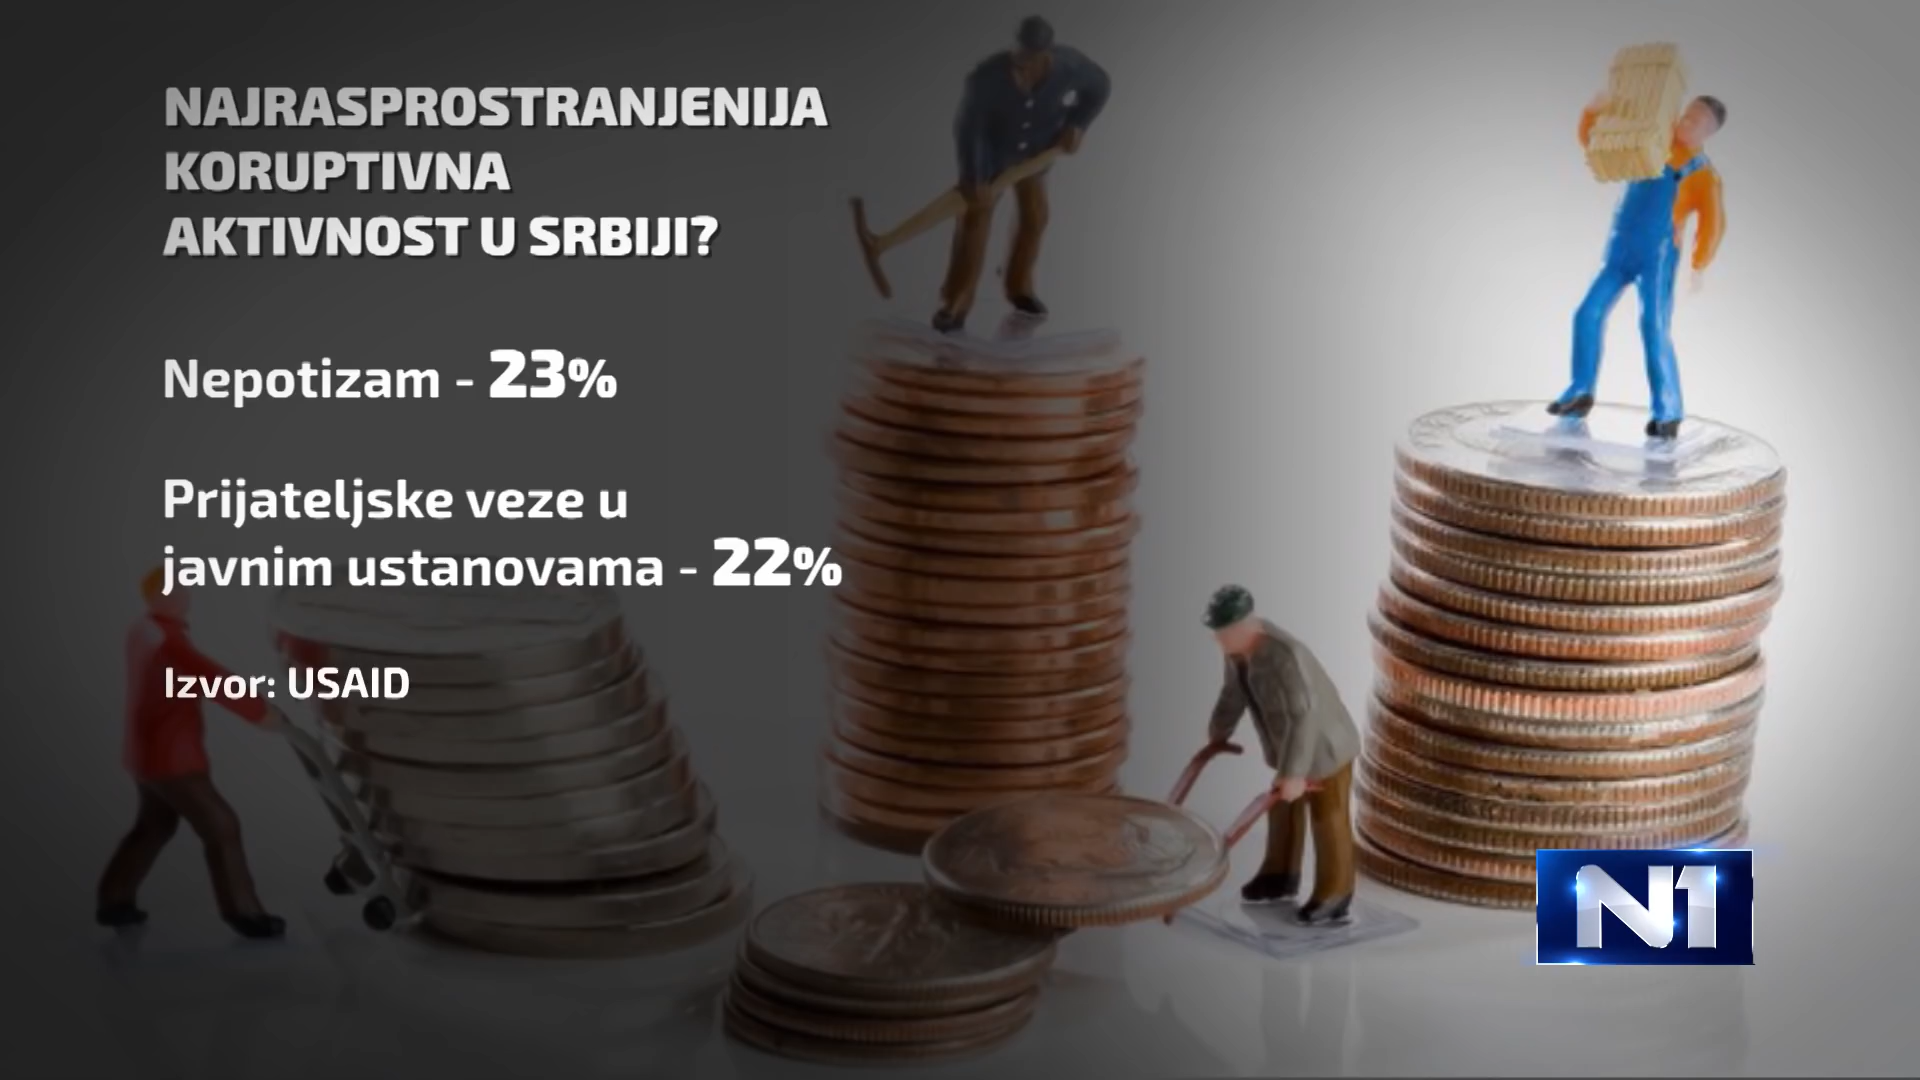 NAJRASPROSTRANJENIJA
KORUPTIVNA
AKTIVNOST U SRBIJI?
Nepotizam - 23%
Prijateljske veze u
javnim ustanovama - 22%
Izvor: USAID
N1